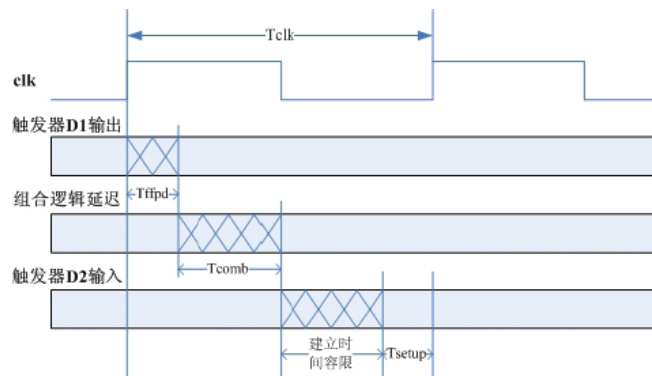 Tclk
clk
触发器D1输出
Tffpd
组合逻辑延迟
Tcomb
触发器D2输入
建立时
间容限
Tsetup